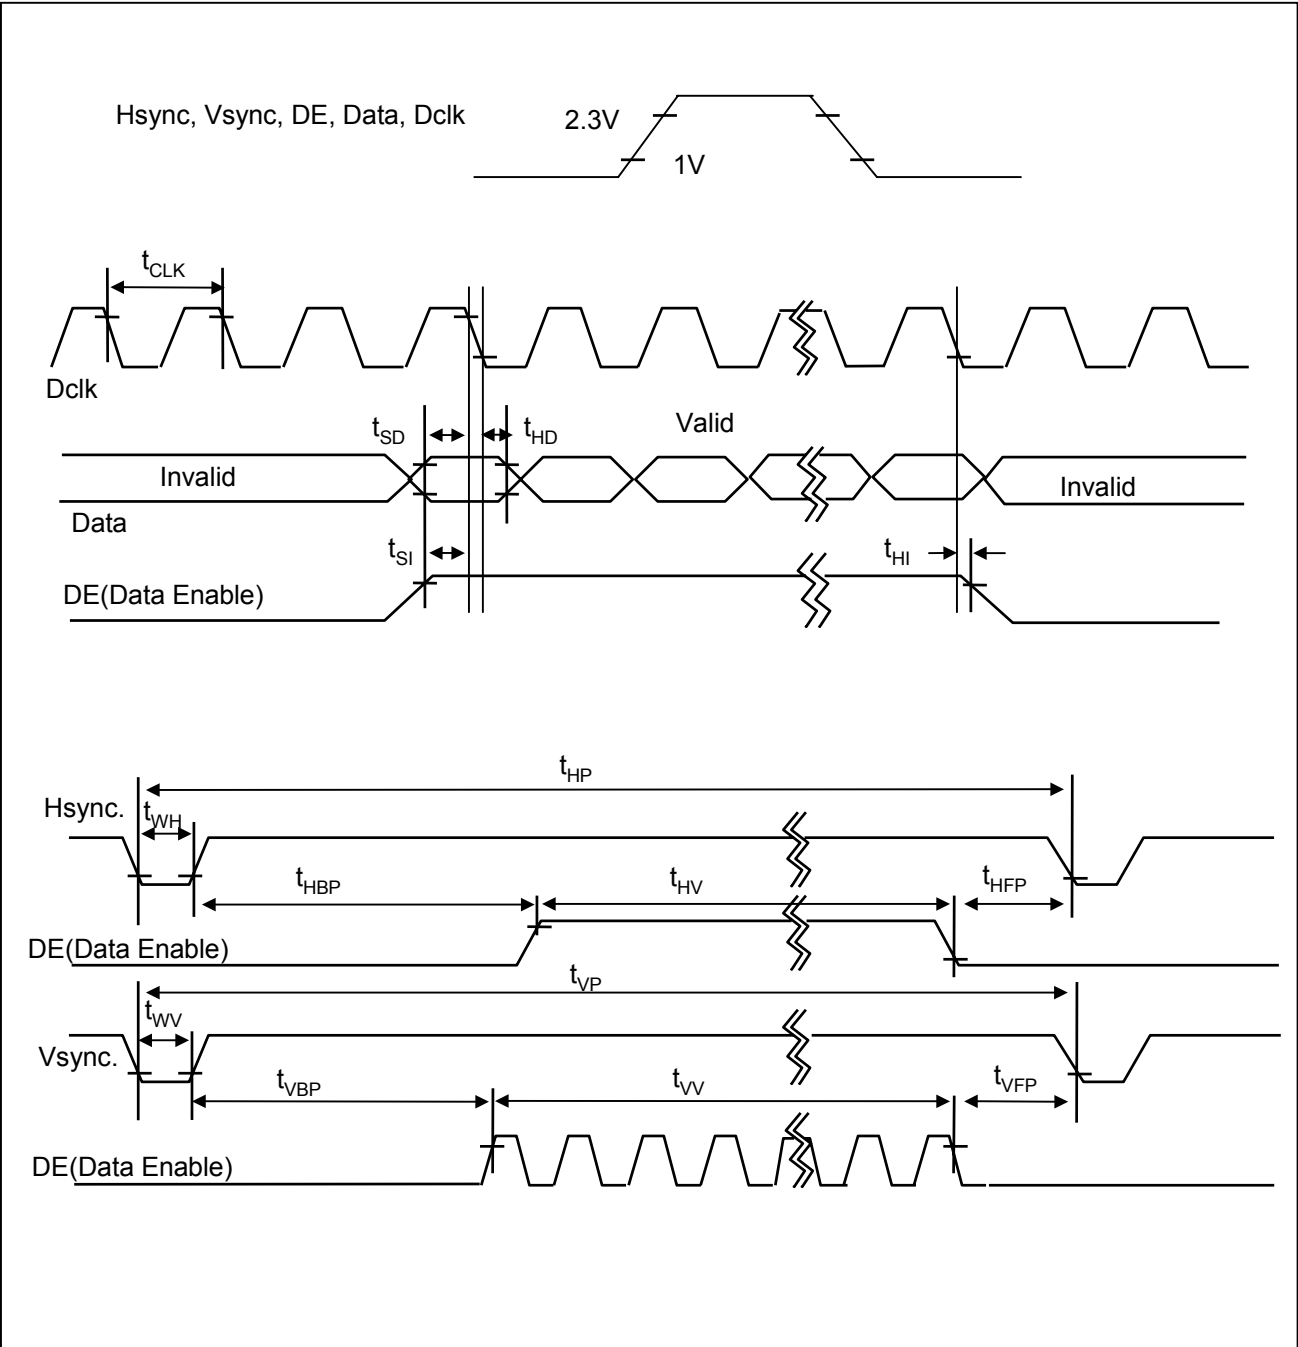 Hsync, Vsync, DE, Data, Dclk
2.3V
1V
tCLK
Dclk
tSD
tHD
Valid
Invalid
Invalid
Data
tSI
tHI
DE(Data Enable)
tHP
Hsync.
tWH
tHBP
tHV
tHFP
DE(Data Enable)
tVP
tWV
Vsync.
tVBP
tVV
tVFP
DE(Data Enable)